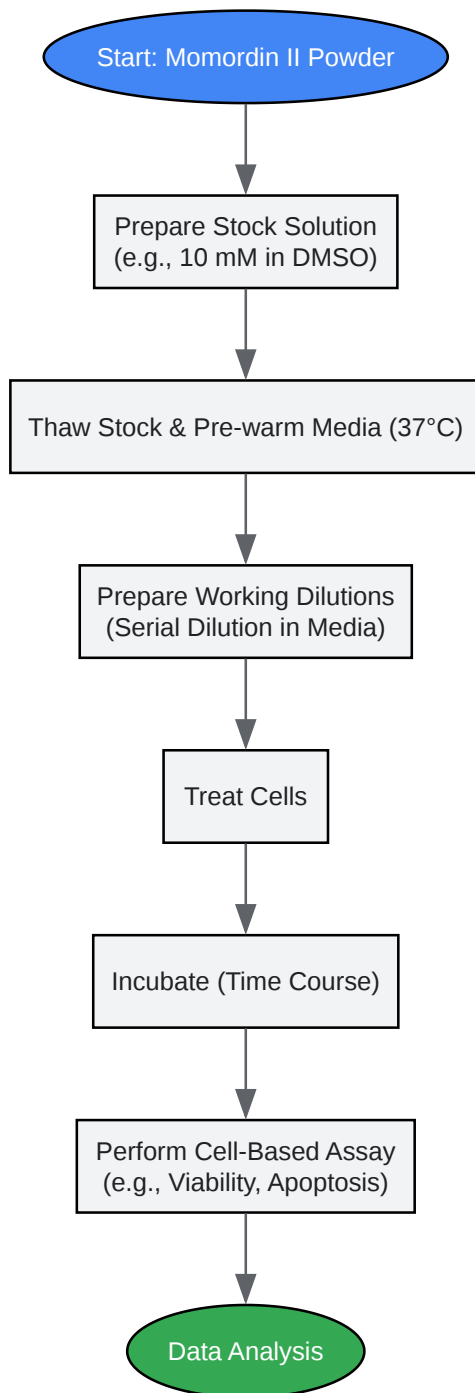 Start: Momordin II Powder
Prepare Stock Solution
(e.g., 10 mM in DMSO)
Thaw Stock & Pre-warm Media (37°C)
Prepare Working Dilutions
(Serial Dilution in Media)
Treat Cells
Incubate (Time Course)
Perform Cell-Based Assay
(e.g., Viability, Apoptosis)
Data Analysis